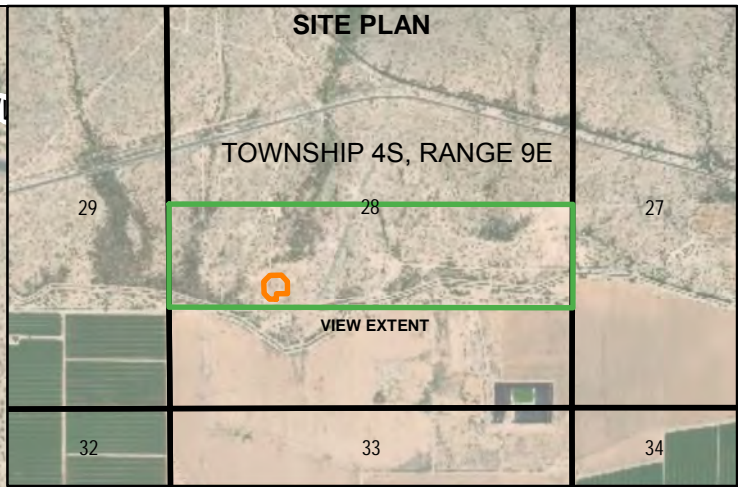 SITE PLAN
TOWNSHIP 4S, RANGE 9E
29
28
27
VIEW EXTENT
32
33
34